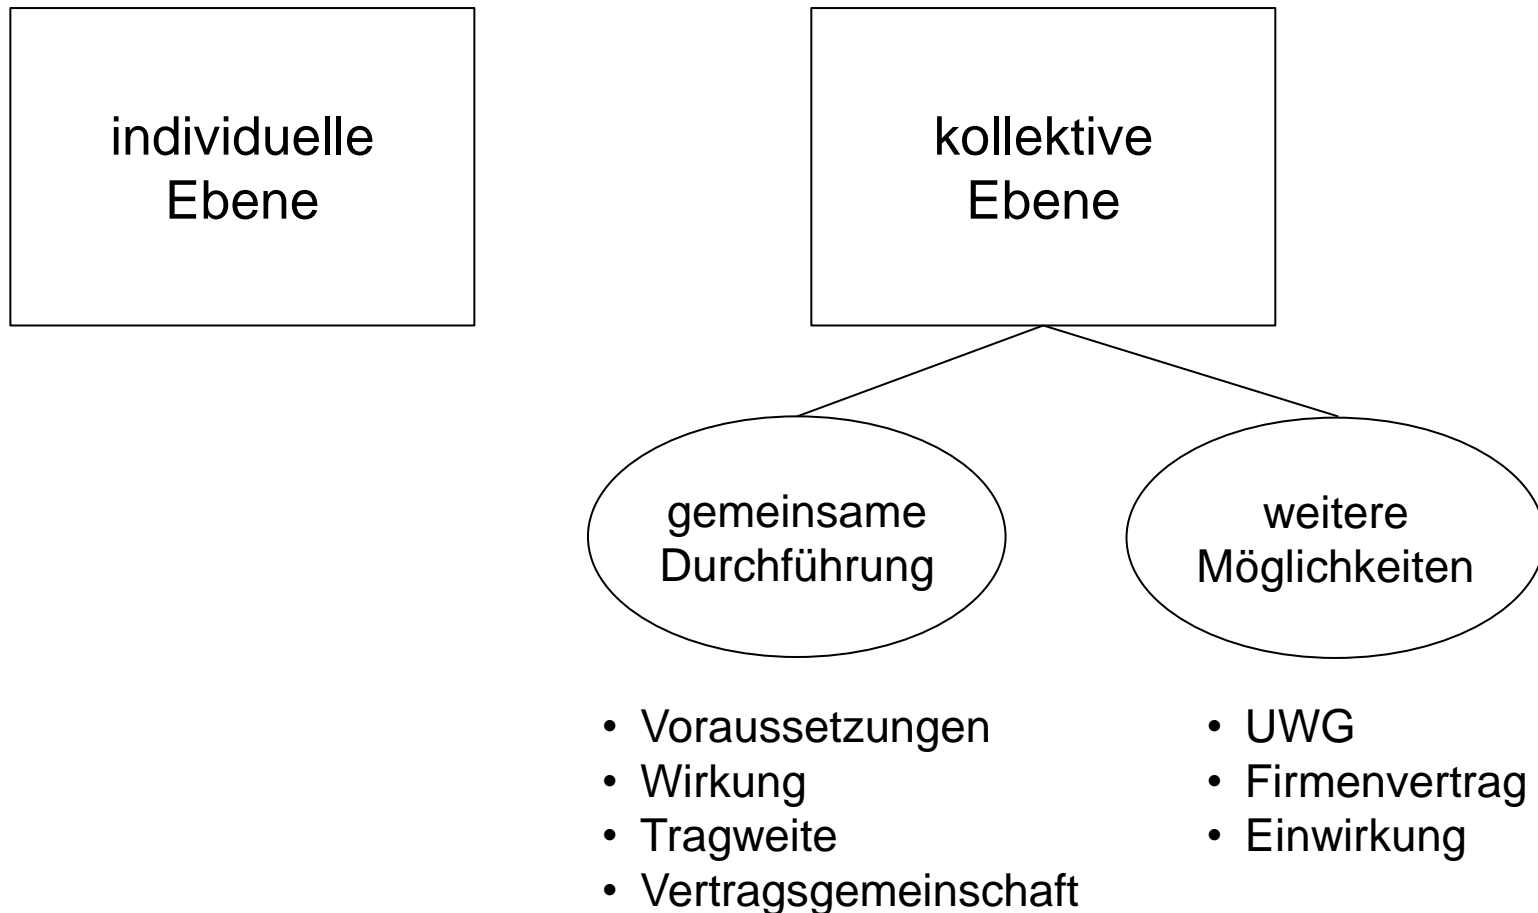 individuelle
Ebene
kollektive
Ebene
gemeinsame
Durchführung
weitere
Möglichkeiten
• Voraussetzungen
• Wirkung
• Tragweite
• Vertragsgemeinschaft
• UWG
• Firmenvertrag
• Einwirkung